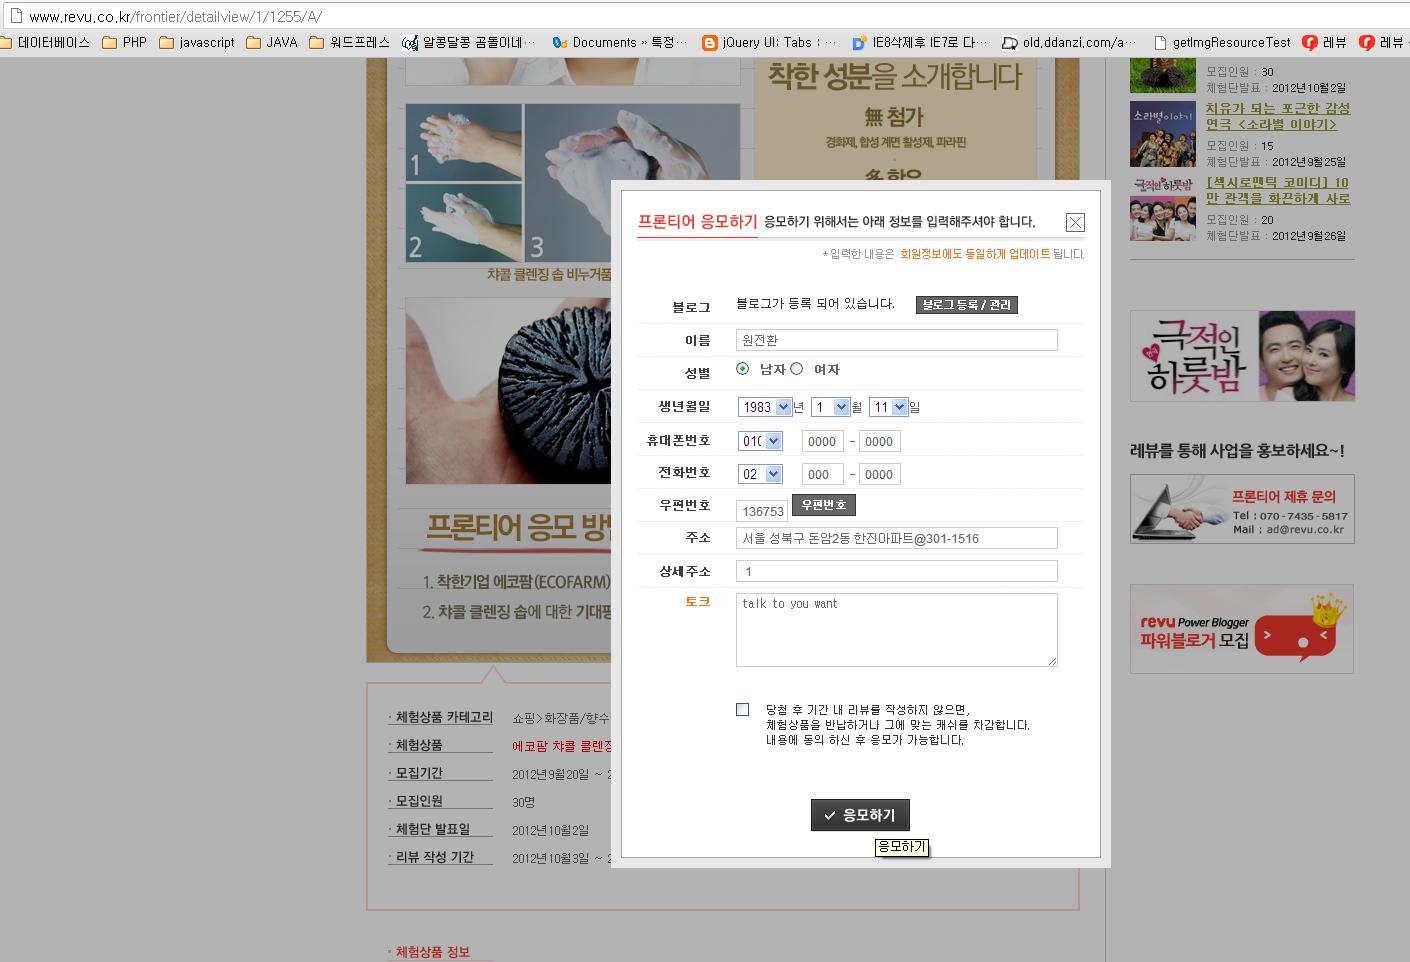 www.revu.co.kr/frontier/detailview/1/1255/A/
데이터베이스
PHP
javascript
JAVA
워드프레스
알콩달콩 곰돌이네…
Documents » 특정…
jQuery UI: Tabs : …
IE8삭제후 IE7로 다…
old.ddanzi.com/a…
getImgResourceTest
레뷰
레뷰
착한 성분을 소개합니다
無 첨가
경화제, 합성 계면 활성제, 파라핀
1
2
3
챠콜 클렌징 솝 비누거품
프론티어 응모 방법
1. 착한기업 에코팜(ECOFARM)
2. 챠콜 클렌징 솝에 대한 기대평
· 체험상품 카테고리
쇼핑>화장품/향수
· 체험상품
에코팜 챠콜 클렌징
· 모집기간
2012년9월20일 ~ 2
· 모집인원
30명
· 체험단 발표일
2012년10월2일
· 리뷰 작성 기간
2012년10월3일 ~ 2
· 체험상품 정보
프론티어 응모하기 응모하기 위해서는 아래 정보를 입력해주셔야 합니다.
* 입력한 내용은 회원정보에도 동일하게 업데이트 됩니다.
블로그
블로그가 등록 되어 있습니다.
블로그 등록 / 관리
이름
원전환
성별
남자
여자
생년월일
1983 년 1 월 11 일
휴대폰번호
010 0000 - 0000
전화번호
02 000 - 0000
우편번호
136753
우편번호
주소
서울 성북구 돈암2동 한진아파트@301-1516
상세주소
1
토크
talk to you want
당첨 후 기간 내 리뷰를 작성하지 않으면,
체험상품을 반납하거나 그에 맞는 캐쉬를 차감합니다.
내용에 동의 하신 후 응모가 가능합니다.
응모하기
응모하기
모집인원 : 30
체험단발표 : 2012년10월2일
소라별이야기
치유가 되는 포근한 감성
연극 <소라별 이야기>
모집인원 : 15
체험단발표 : 2012년9월25일
극적인 하룻밤
[섹시로맨틱 코미디] 10
만 관객을 화끈하게 사로
모집인원 : 20
체험단발표 : 2012년9월26일
극적인
연극
하룻밤
레뷰를 통해 사업을 홍보하세요~!
프론티어 제휴 문의
Tel : 070 - 7435 - 5817
Mail : ad@revu.co.kr
revu Power Blogger
파워블로거 모집